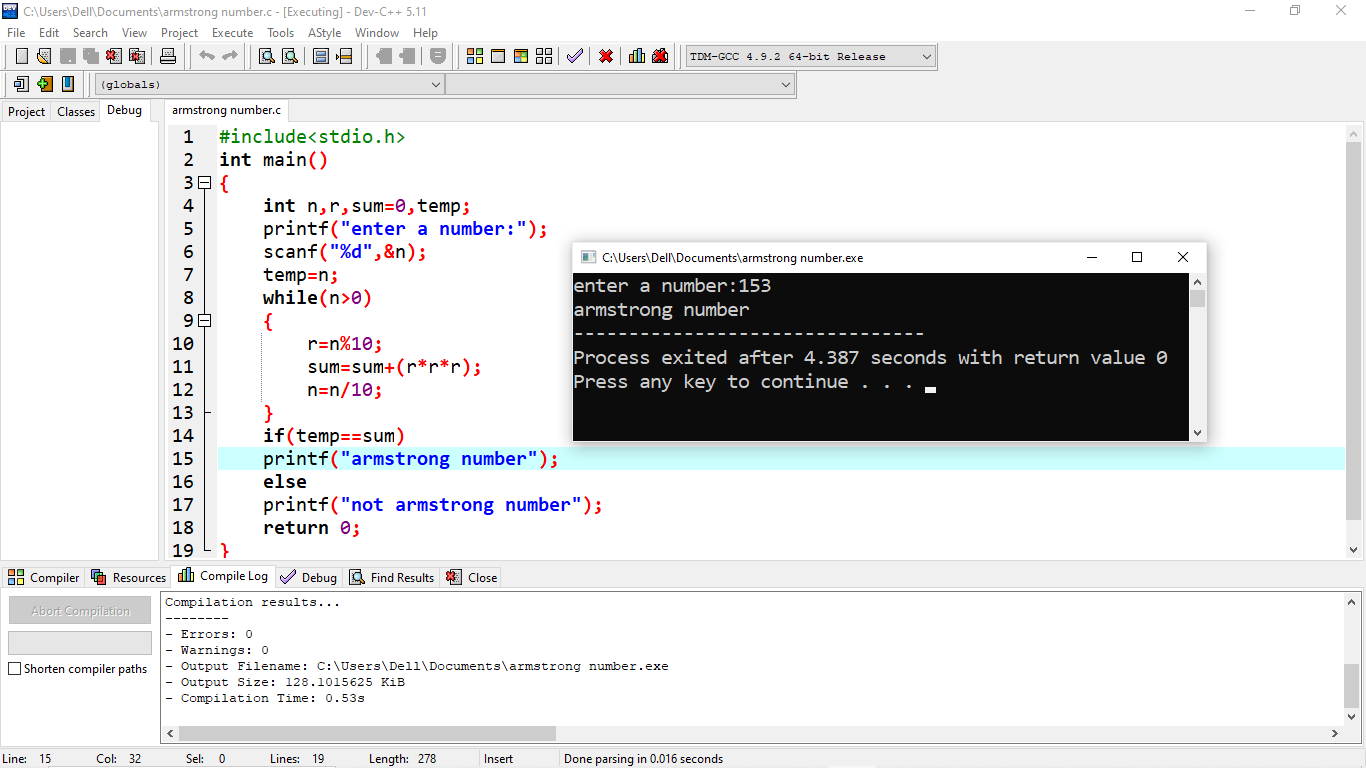 C:\Users\Dell\Documents\armstrong number.c - [Executing] - Dev-C++ 5.11
File Edit Search View Project Execute Tools AStyle Window Help
TDM-GCC 4.9.2 64-bit Release
(globals)
Project Classes Debug
armstrong number.c
1 #include<stdio.h>
2 int main()
3 {
4 int n,r,sum=0,temp;
5 printf("enter a number:");
6 scanf("%d",&n);
7 temp=n;
8 while(n>0)
9 {
10 r=n%10;
11 sum=sum+(r*r*r);
12 n=n/10;
13 }
14 if(temp==sum)
15 printf("armstrong number");
16 else
17 printf("not armstrong number");
18 return 0;
19 }
C:\Users\Dell\Documents\armstrong number.exe
enter a number:153
armstrong number
--------------------------------
Process exited after 4.387 seconds with return value 0
Press any key to continue . . .
Compiler Resources Compile Log Debug Find Results Close
Abort Compilation
Shorten compiler paths
Compilation results...
--------
- Errors: 0
- Warnings: 0
- Output Filename: C:\Users\Dell\Documents\armstrong number.exe
- Output Size: 128.1015625 KiB
- Compilation Time: 0.53s
Line: 15 Col: 32 Sel: 0 Lines: 19 Length: 278 Insert Done parsing in 0.016 seconds